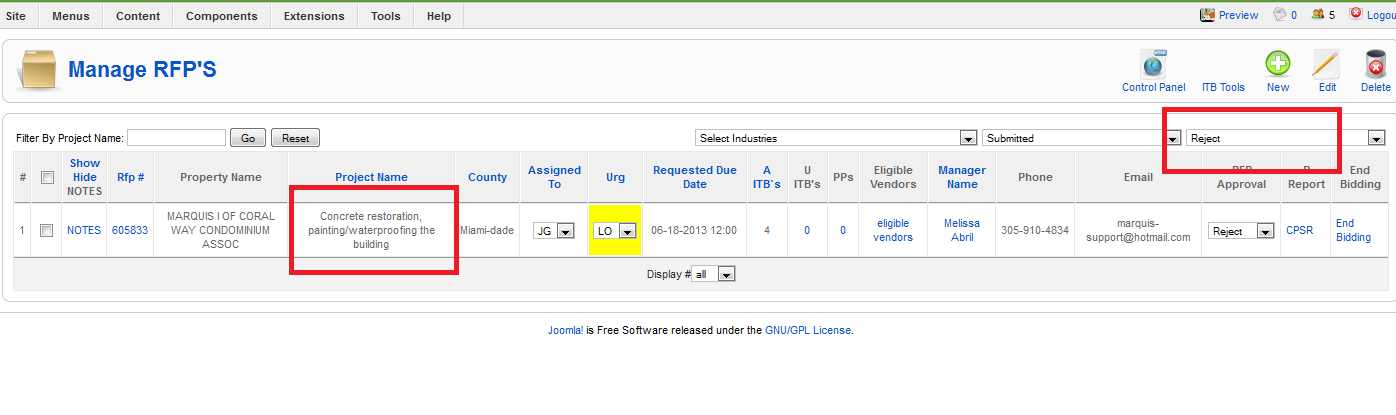 Site Menus Content Components Extensions Tools Help Preview 0 5 Logou
Manage RFP'S
Control Panel ITB Tools New Edit Delete
Filter By Project Name: Go Reset Select Industries Submitted Reject
# Show Hide NOTES Rfp # Property Name Project Name County Assigned To Urg Requested Due Date A ITB's U ITB's PPs Eligible Vendors Manager Name Phone Email Approval Report End Bidding
1 NOTES 605833 MARQUIS I OF CORAL WAY CONDOMINIUM ASSOC Concrete restoration, painting/waterproofing the building Miami-dade JG LO 06-18-2013 12:00 4 0 0 eligible vendors Melissa Abril 305-910-4834 marquis-support@hotmail.com Reject CPSR End Bidding
Display # all
Joomla! is Free Software released under the GNU/GPL License.